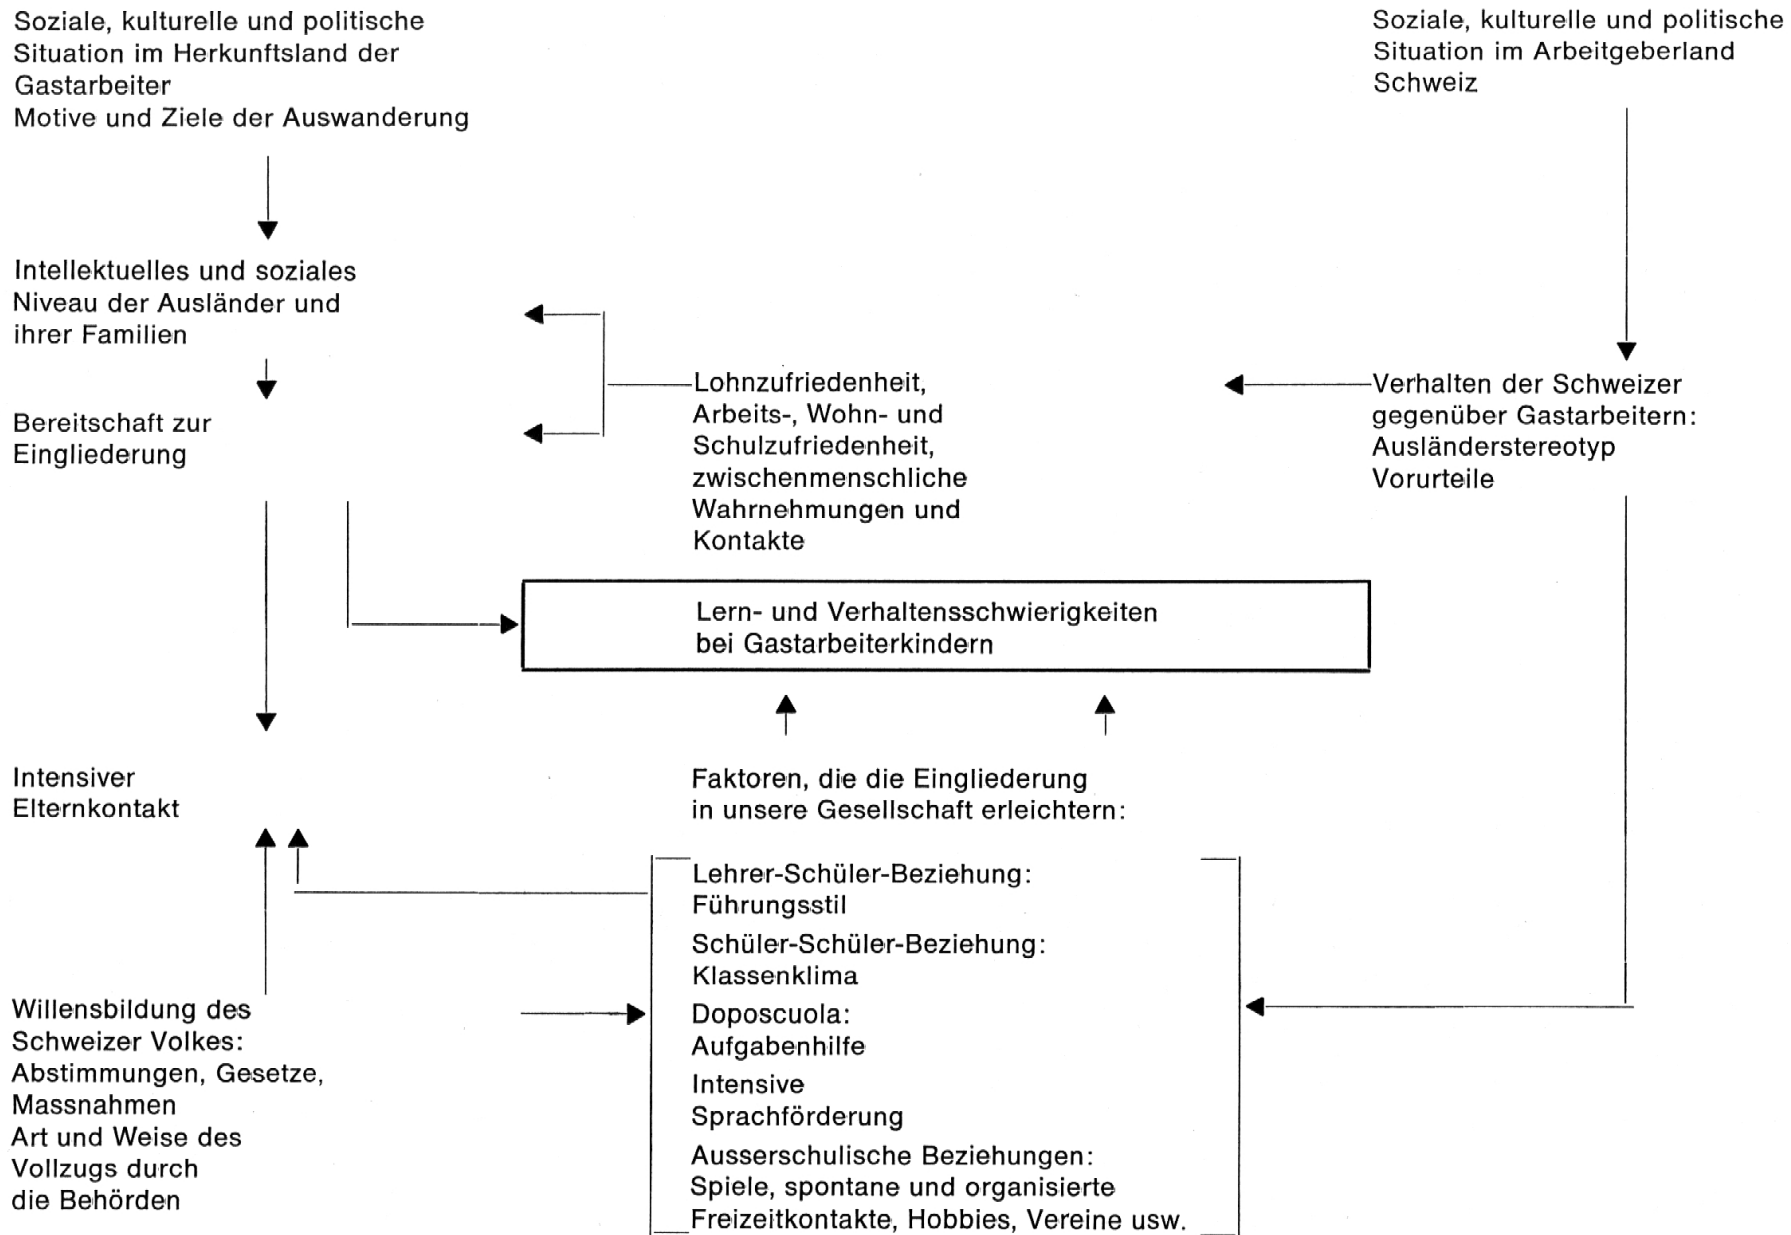 Soziale, kulturelle und politische
Situation im Herkunftsland der
Gastarbeiter
Motive und Ziele der Auswanderung
Soziale, kulturelle und politische
Situation im Arbeitgeberland
Schweiz
Intellektuelles und soziales
Niveau der Ausländer und
ihrer Familien
Bereitschaft zur
Eingliederung
Lohnzufriedenheit,
Arbeits-, Wohn- und
Schulzufriedenheit,
zwischenmenschliche
Wahrnehmungen und
Kontakte
Verhalten der Schweizer
gegenüber Gastarbeitern:
Ausländerstereotyp
Vorurteile
Lern- und Verhaltensschwierigkeiten
bei Gastarbeiterkindern
Intensiver
Elternkontakt
Faktoren, die die Eingliederung
in unsere Gesellschaft erleichtern:
Lehrer-Schüler-Beziehung:
Führungsstil
Schüler-Schüler-Beziehung:
Klassenklima
Doposcuola:
Aufgabenhilfe
Intensive
Sprachförderung
Ausserschulische Beziehungen:
Spiele, spontane und organisierte
Freizeitkontakte, Hobbies, Vereine usw.
Willensbildung des
Schweizer Volkes:
Abstimmungen, Gesetze,
Massnahmen
Art und Weise des
Vollzugs durch
die Behörden